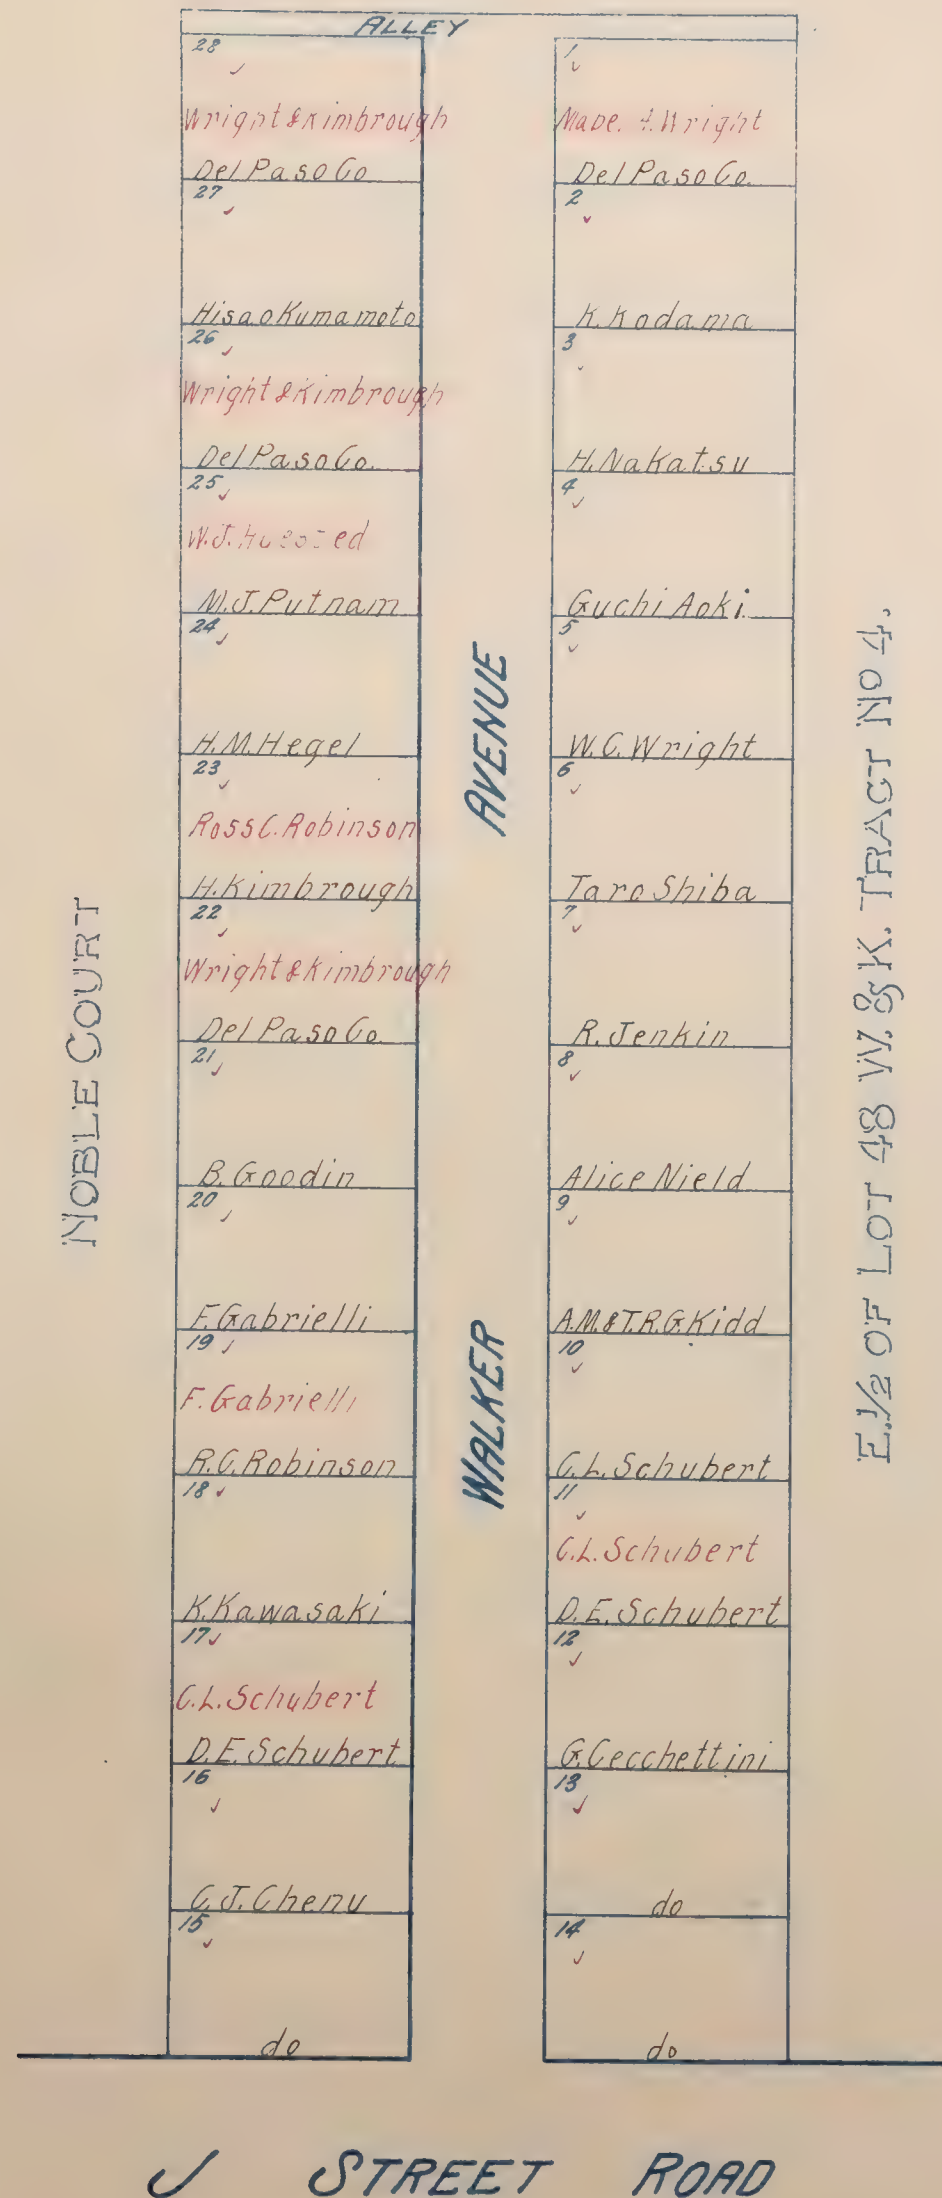 ALLEY
28
Wright & Kimbrough
Del Paso Co.
27
Hisao Kumamoto
26
Wright & Kimbrough
Del Paso Co.
25
W.J.
M.J. Putnam
24
H.M. Hegel
23
Ross C. Robinson
H. Kimbrough
22
Wright & Kimbrough
Del Paso Co.
21
B. Goodin
20
F. Gabrielli
19
F. Gabrielli
R.C. Robinson
18
K. Kawasaki
17
C.L. Schubert
D.E. Schubert
16
C.J. Chenu
15
do
1
Wright
Del Paso Co.
2
K. Kodama
3
H. Nakatsu
4
Guchi Aoki
5
W.C. Wright
6
Taro Shiba
7
R. Jenkin
8
Alice Nield
9
A.M. & T.R.G. Kidd
10
C.L. Schubert
11
C.L. Schubert
D.E. Schubert
12
G. Cecchettini
13
do
14
do
NOBLE COURT
WALKER AVENUE
E. 1/2 OF LOT 48 W. & K. TRACT NO 4.
J STREET ROAD